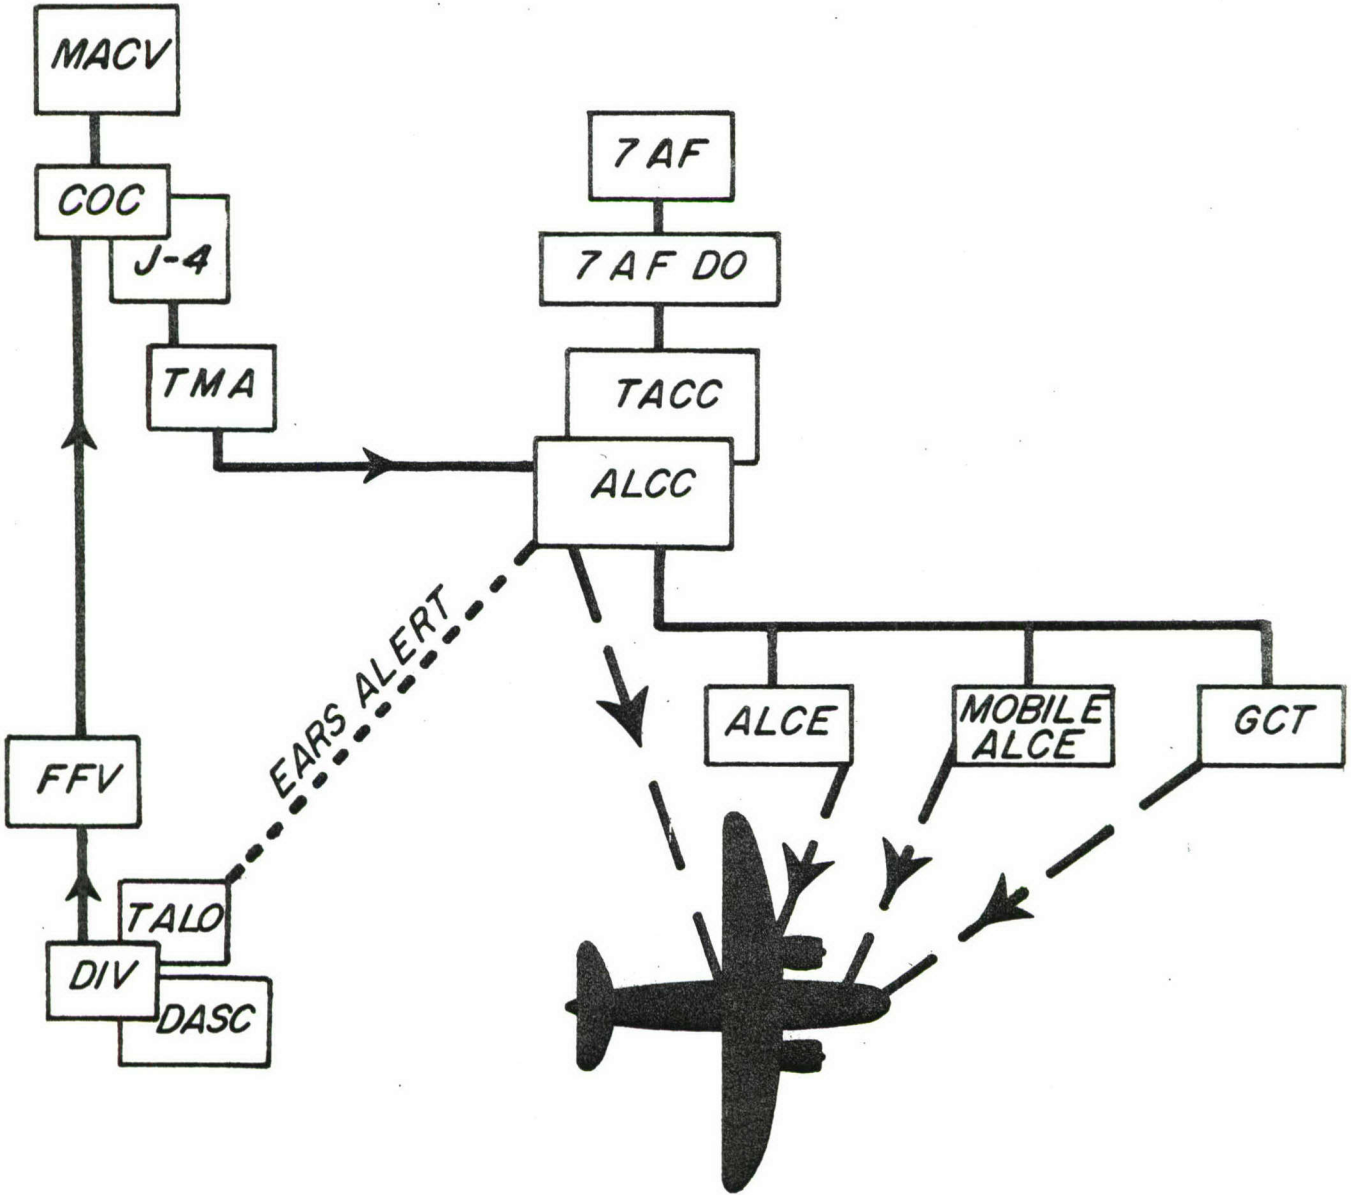 MACV
COC
J-4
TMA
7 AF
7 AF DO
TACC
ALCC
EARS ALERT
ALCE
MOBILE
ALCE
GCT
FFV
TALO
DIV
DASC